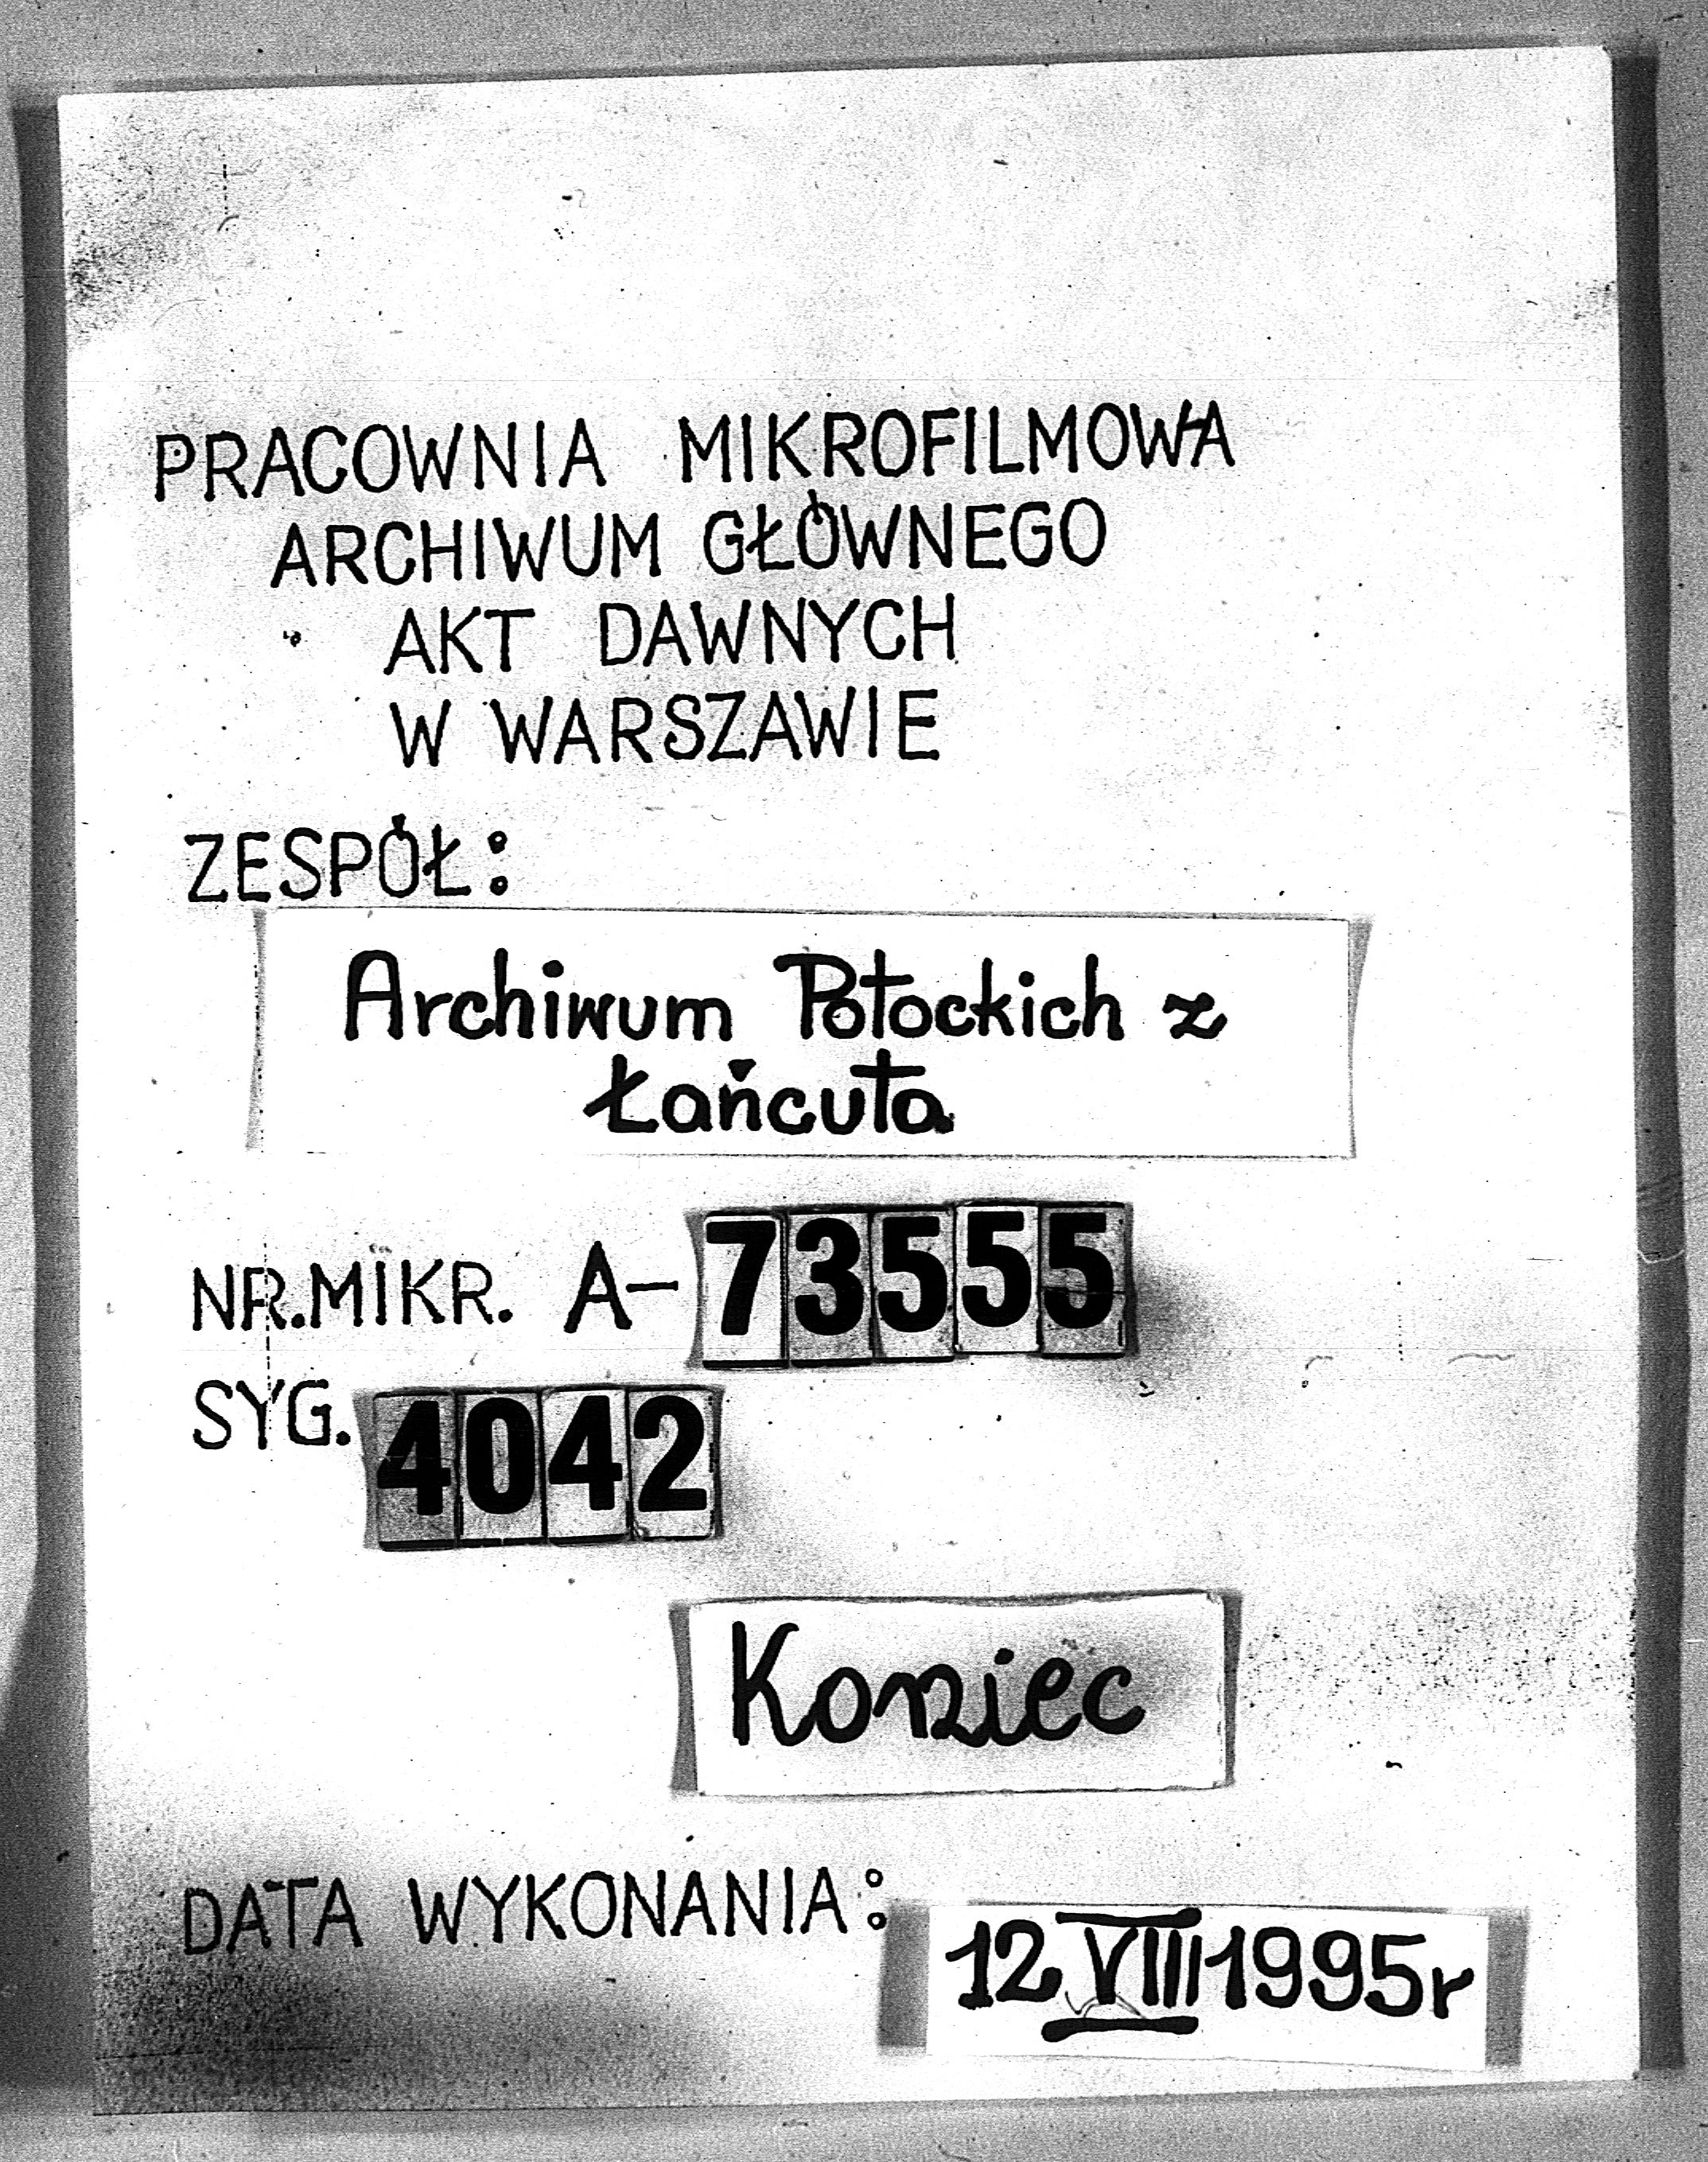 PRACOWNIA MIKROFILMOWA
ARCHIWUM GŁÓWNEGO
AKT DAWNYCH
W WARSZAWIE
ZESPÓŁ:
Archiwum Potockich z
Łańcuta
NR.MIKR. A-73555
SYG. 4042
Koniec
DATA WYKONANIA: 12 VIII 1995r